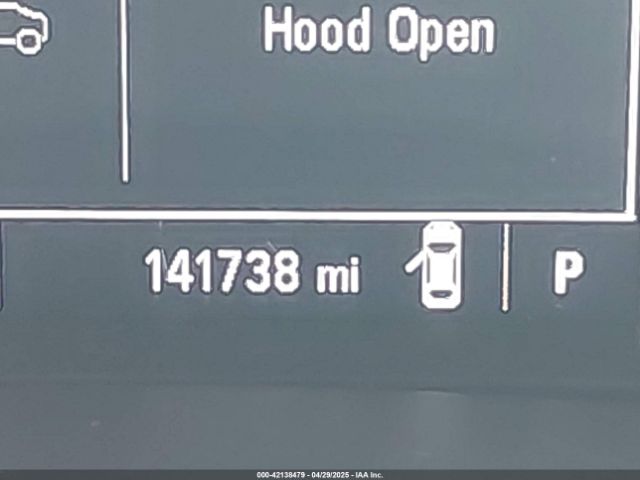 Hood Open
141738 mi
P
000-42138479 - 04/29/2025 - IAA Inc.